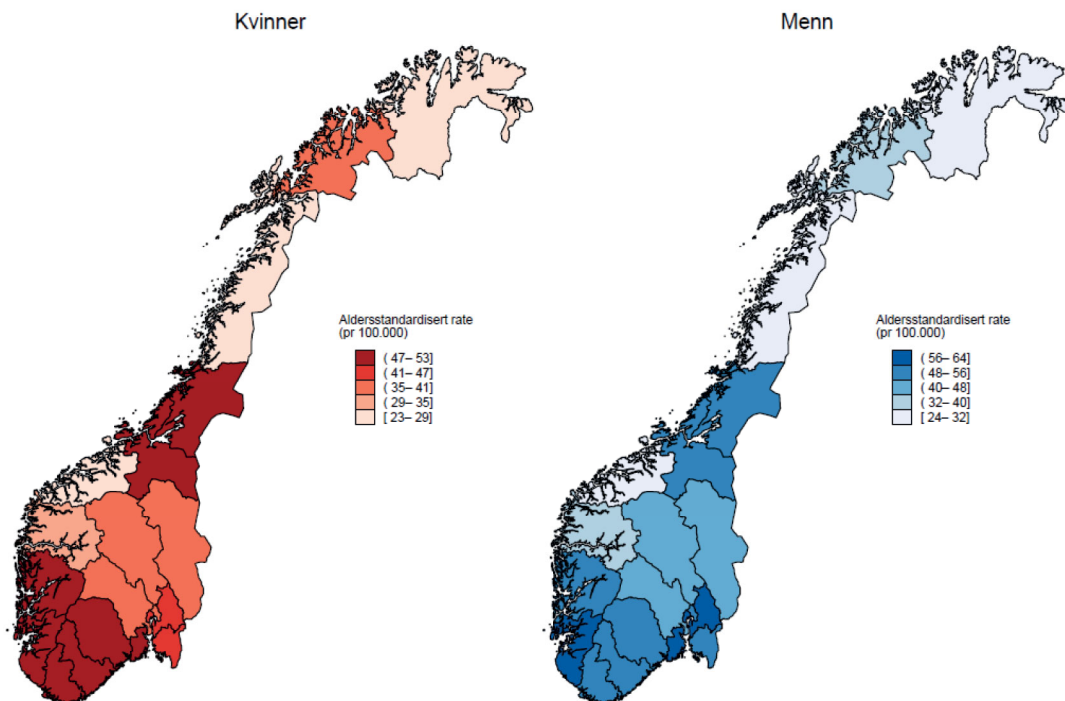 Kvinner
Menn
Aldersstandardisert rate
(pr 100.000)
( 47– 53]
( 41– 47]
( 35– 41]
( 29– 35]
[ 23– 29]
Aldersstandardisert rate
(pr 100.000)
( 56– 64]
( 48– 56]
( 40– 48]
( 32– 40]
[ 24– 32]